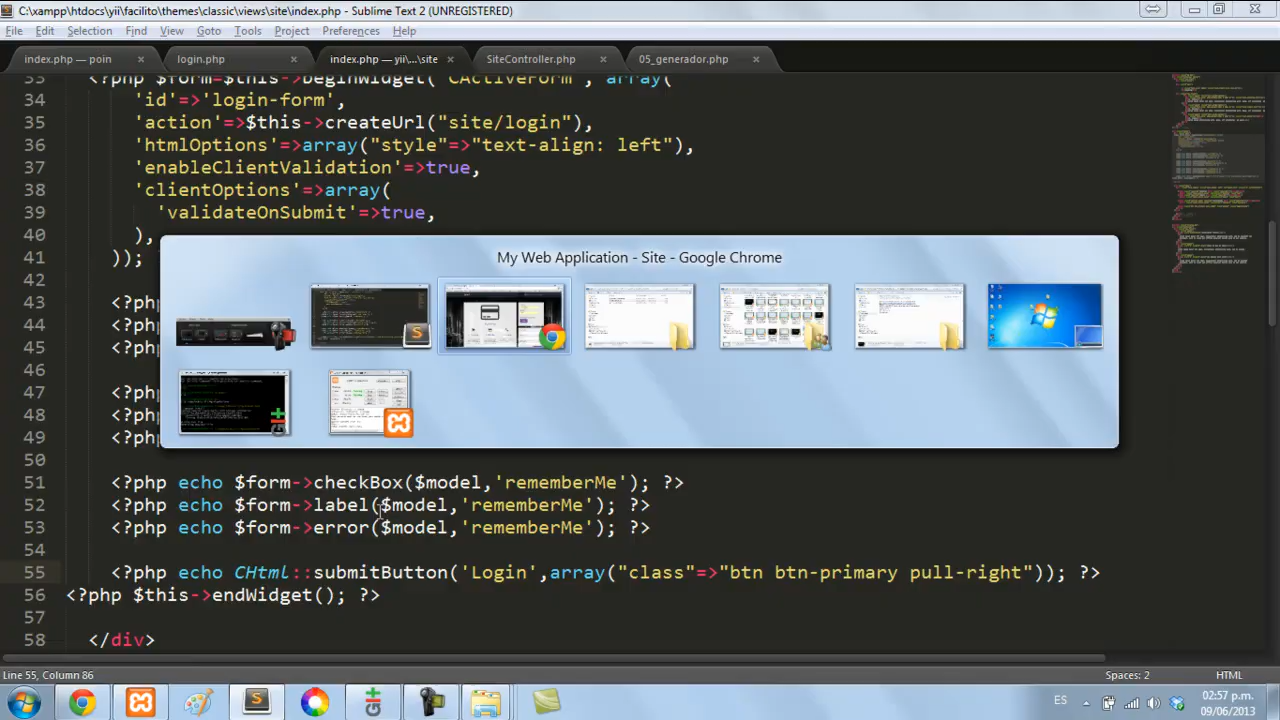 C:\xampp\htdocs\yii\facilito\themes\classic\views\site\index.php - Sublime Text 2 (UNREGISTERED)
File Edit Selection Find View Goto Tools Project Preferences Help
index.php — poin × login.php × index.php — yii\...\site × SiteController.php × 05_generador.php ×
33 <?php $form=$this->beginWidget('CActiveForm', array(
34 'id'=>'login-form',
35 'action'=>$this->createUrl("site/login"),
36 'htmlOptions'=>array("style"=>"text-align: left"),
37 'enableClientValidation'=>true,
38 'clientOptions'=>array(
39 'validateOnSubmit'=>true,
40 ),
41 )); 
My Web Application - Site - Google Chrome
42
43 <?php
44 <?php
45 <?php
46
47 <?php
48 <?php
49 <?php
50
51 <?php echo $form->checkBox($model,'rememberMe'); ?>
52 <?php echo $form->label($model,'rememberMe'); ?>
53 <?php echo $form->error($model,'rememberMe'); ?>
54
55 <?php echo CHtml::submitButton('Login',array("class"=>"btn btn-primary pull-right")); ?>
56 <?php $this->endWidget(); ?>
57
58 </div>
Line 55, Column 86 Spaces: 2 HTML
ES 02:57 p.m.
09/06/2013